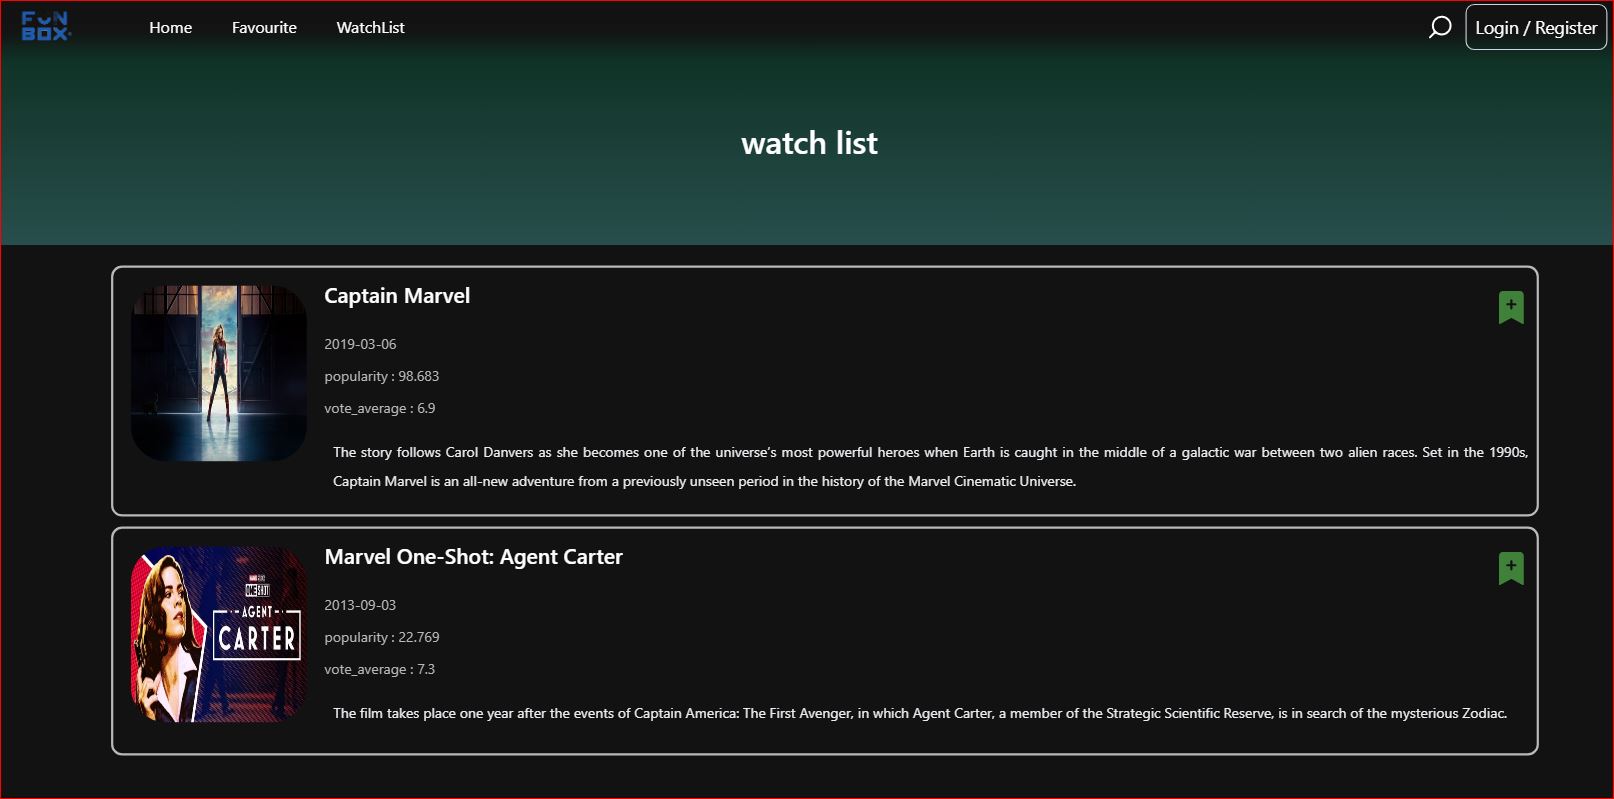 FUN
BOX
Home
Favourite
WatchList
Login / Register
watch list
Captain Marvel
2019-03-06
popularity : 98.683
vote_average : 6.9
The story follows Carol Danvers as she becomes one of the universe’s most powerful heroes when Earth is caught in the middle of a galactic war between two alien races. Set in the 1990s,
Captain Marvel is an all-new adventure from a previously unseen period in the history of the Marvel Cinematic Universe.
ONE SHOT
AGENT
CARTER
Marvel One-Shot: Agent Carter
2013-09-03
popularity : 22.769
vote_average : 7.3
The film takes place one year after the events of Captain America: The First Avenger, in which Agent Carter, a member of the Strategic Scientific Reserve, is in search of the mysterious Zodiac.